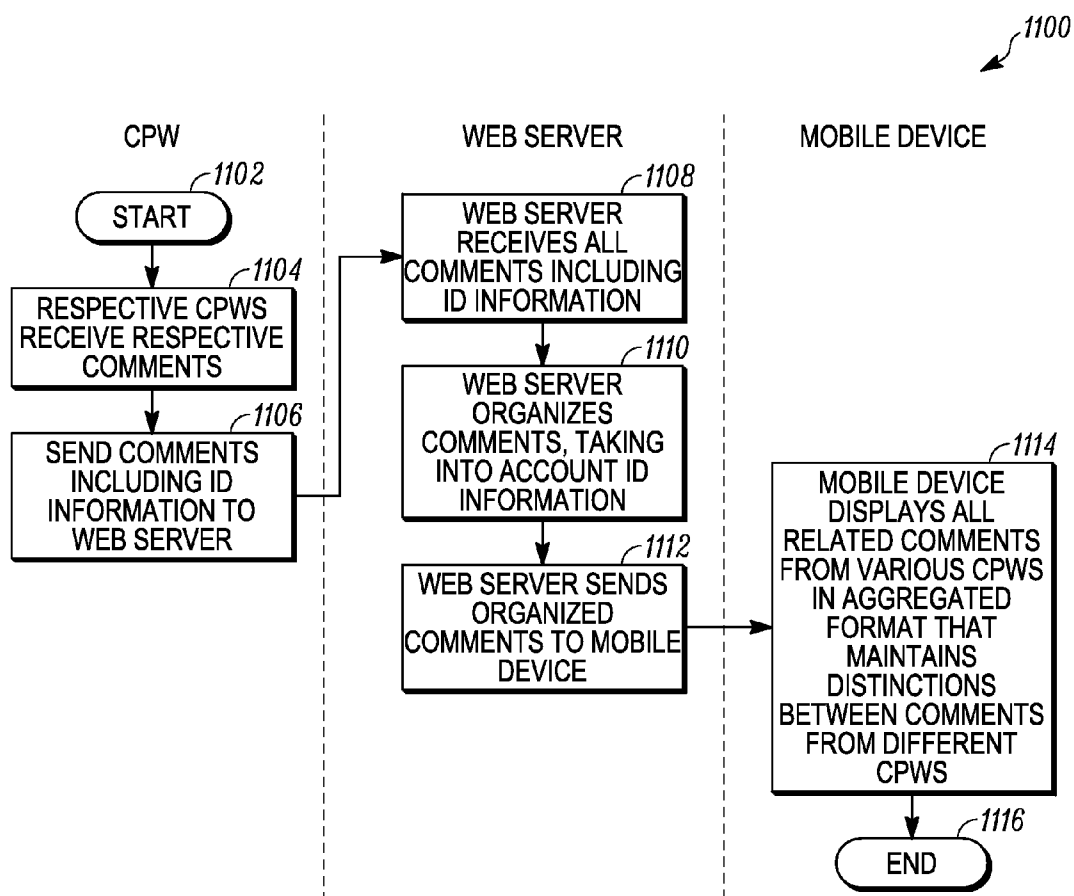 1100
CPW
WEB SERVER
MOBILE DEVICE
1102
START
1104
RESPECTIVE CPWS
RECEIVE RESPECTIVE
COMMENTS
1106
SEND COMMENTS
INCLUDING ID
INFORMATION TO
WEB SERVER
1108
WEB SERVER
RECEIVES ALL
COMMENTS INCLUDING
ID INFORMATION
1110
WEB SERVER
ORGANIZES
COMMENTS, TAKING
INTO ACCOUNT ID
INFORMATION
1112
WEB SERVER SENDS
ORGANIZED
COMMENTS TO MOBILE
DEVICE
1114
MOBILE DEVICE
DISPLAYS ALL
RELATED COMMENTS
FROM VARIOUS CPWS
IN AGGREGATED
FORMAT THAT
MAINTAINS
DISTINCTIONS
BETWEEN COMMENTS
FROM DIFFERENT
CPWS
1116
END